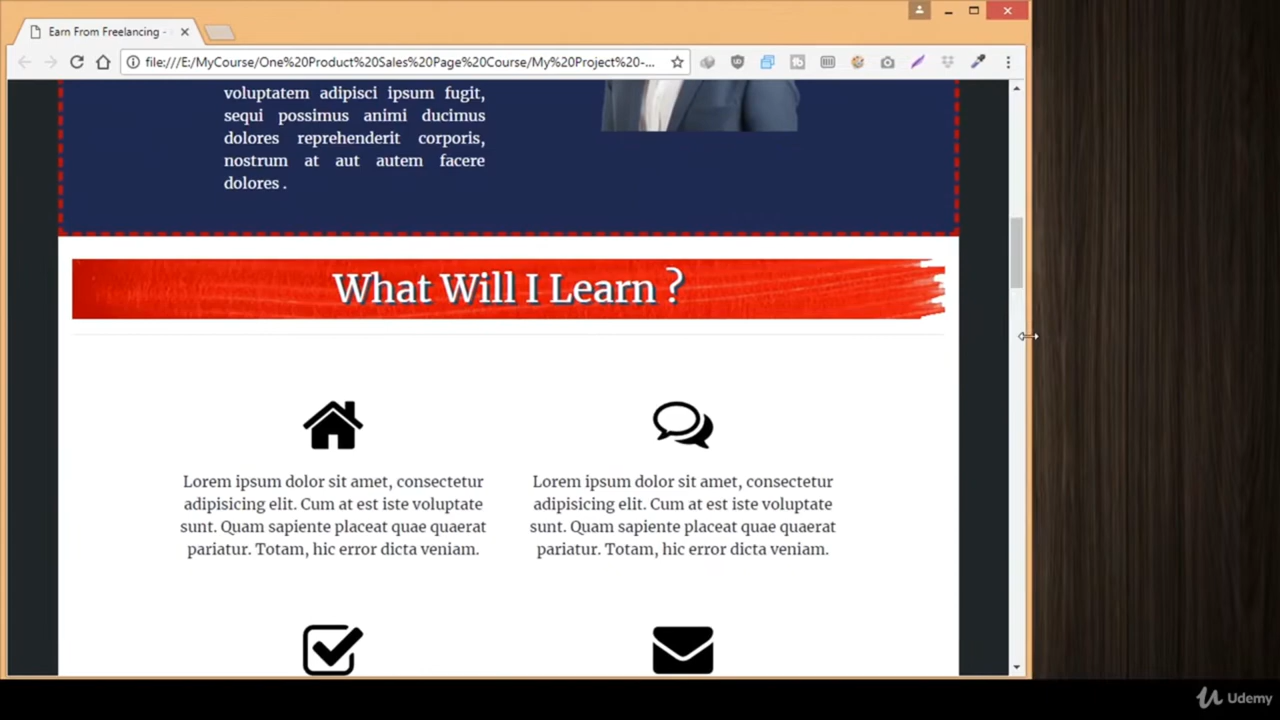 Earn From Freelancing -
file:///E:/MyCourse/One%20Product%20Sales%20Page%20Course/My%20Project%20-...
voluptatem adipisci ipsum fugit,
sequi possimus animi ducimus
dolores reprehenderit corporis,
nostrum at aut autem facere
dolores .
What Will I Learn ?
Lorem ipsum dolor sit amet, consectetur
adipisicing elit. Cum at est iste voluptate
sunt. Quam sapiente placeat quae quaerat
pariatur. Totam, hic error dicta veniam.
Lorem ipsum dolor sit amet, consectetur
adipisicing elit. Cum at est iste voluptate
sunt. Quam sapiente placeat quae quaerat
pariatur. Totam, hic error dicta veniam.
Udemy